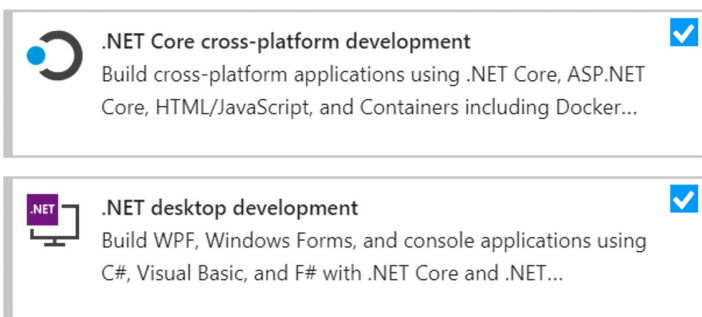 .NET Core cross-platform development
Build cross-platform applications using .NET Core, ASP.NET
Core, HTML/JavaScript, and Containers including Docker...
.NET
.NET desktop development
Build WPF, Windows Forms, and console applications using
C#, Visual Basic, and F# with .NET Core and .NET...